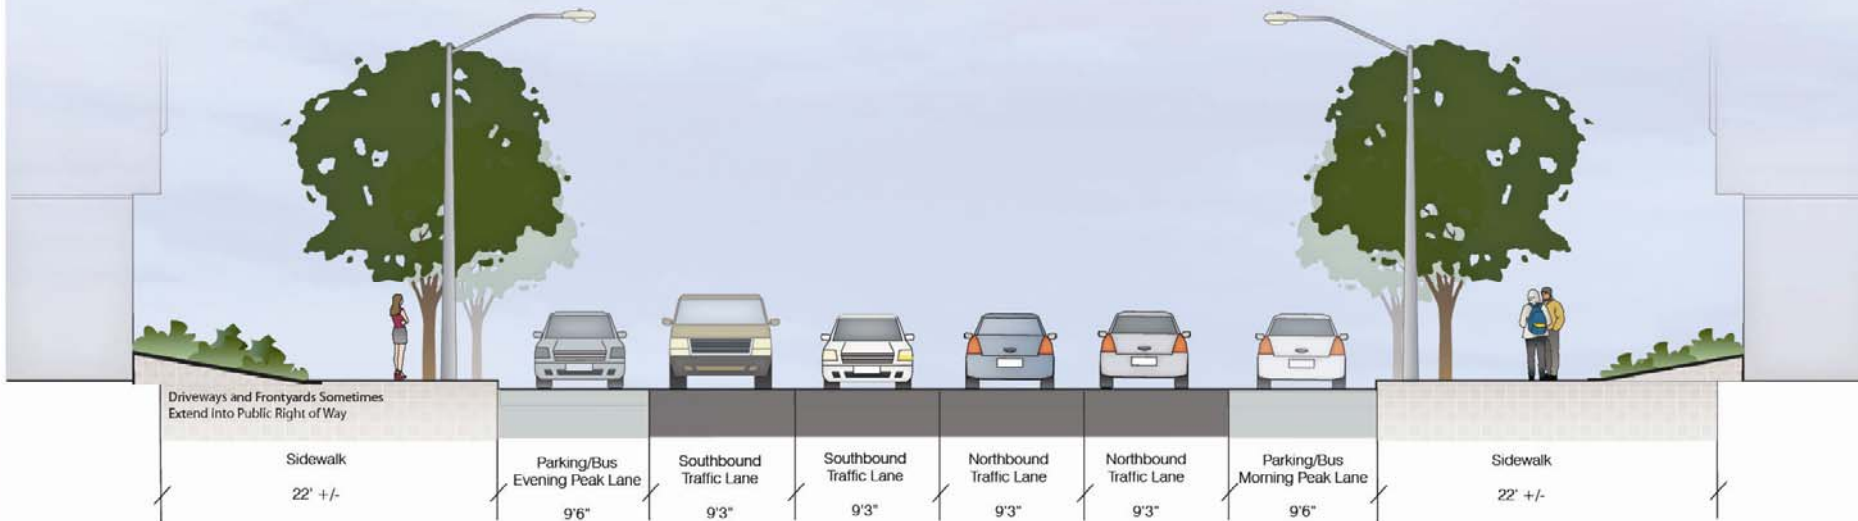 Driveways and Frontyards Sometimes
Extend into Public Right of Way
Sidewalk
22' +/-
Parking/Bus
Evening Peak Lane
9'6"
Southbound
Traffic Lane
9'3"
Southbound
Traffic Lane
9'3"
Northbound
Traffic Lane
9'3"
Northbound
Traffic Lane
9'3"
Parking/Bus
Morning Peak Lane
9'6"
Sidewalk
22' +/-